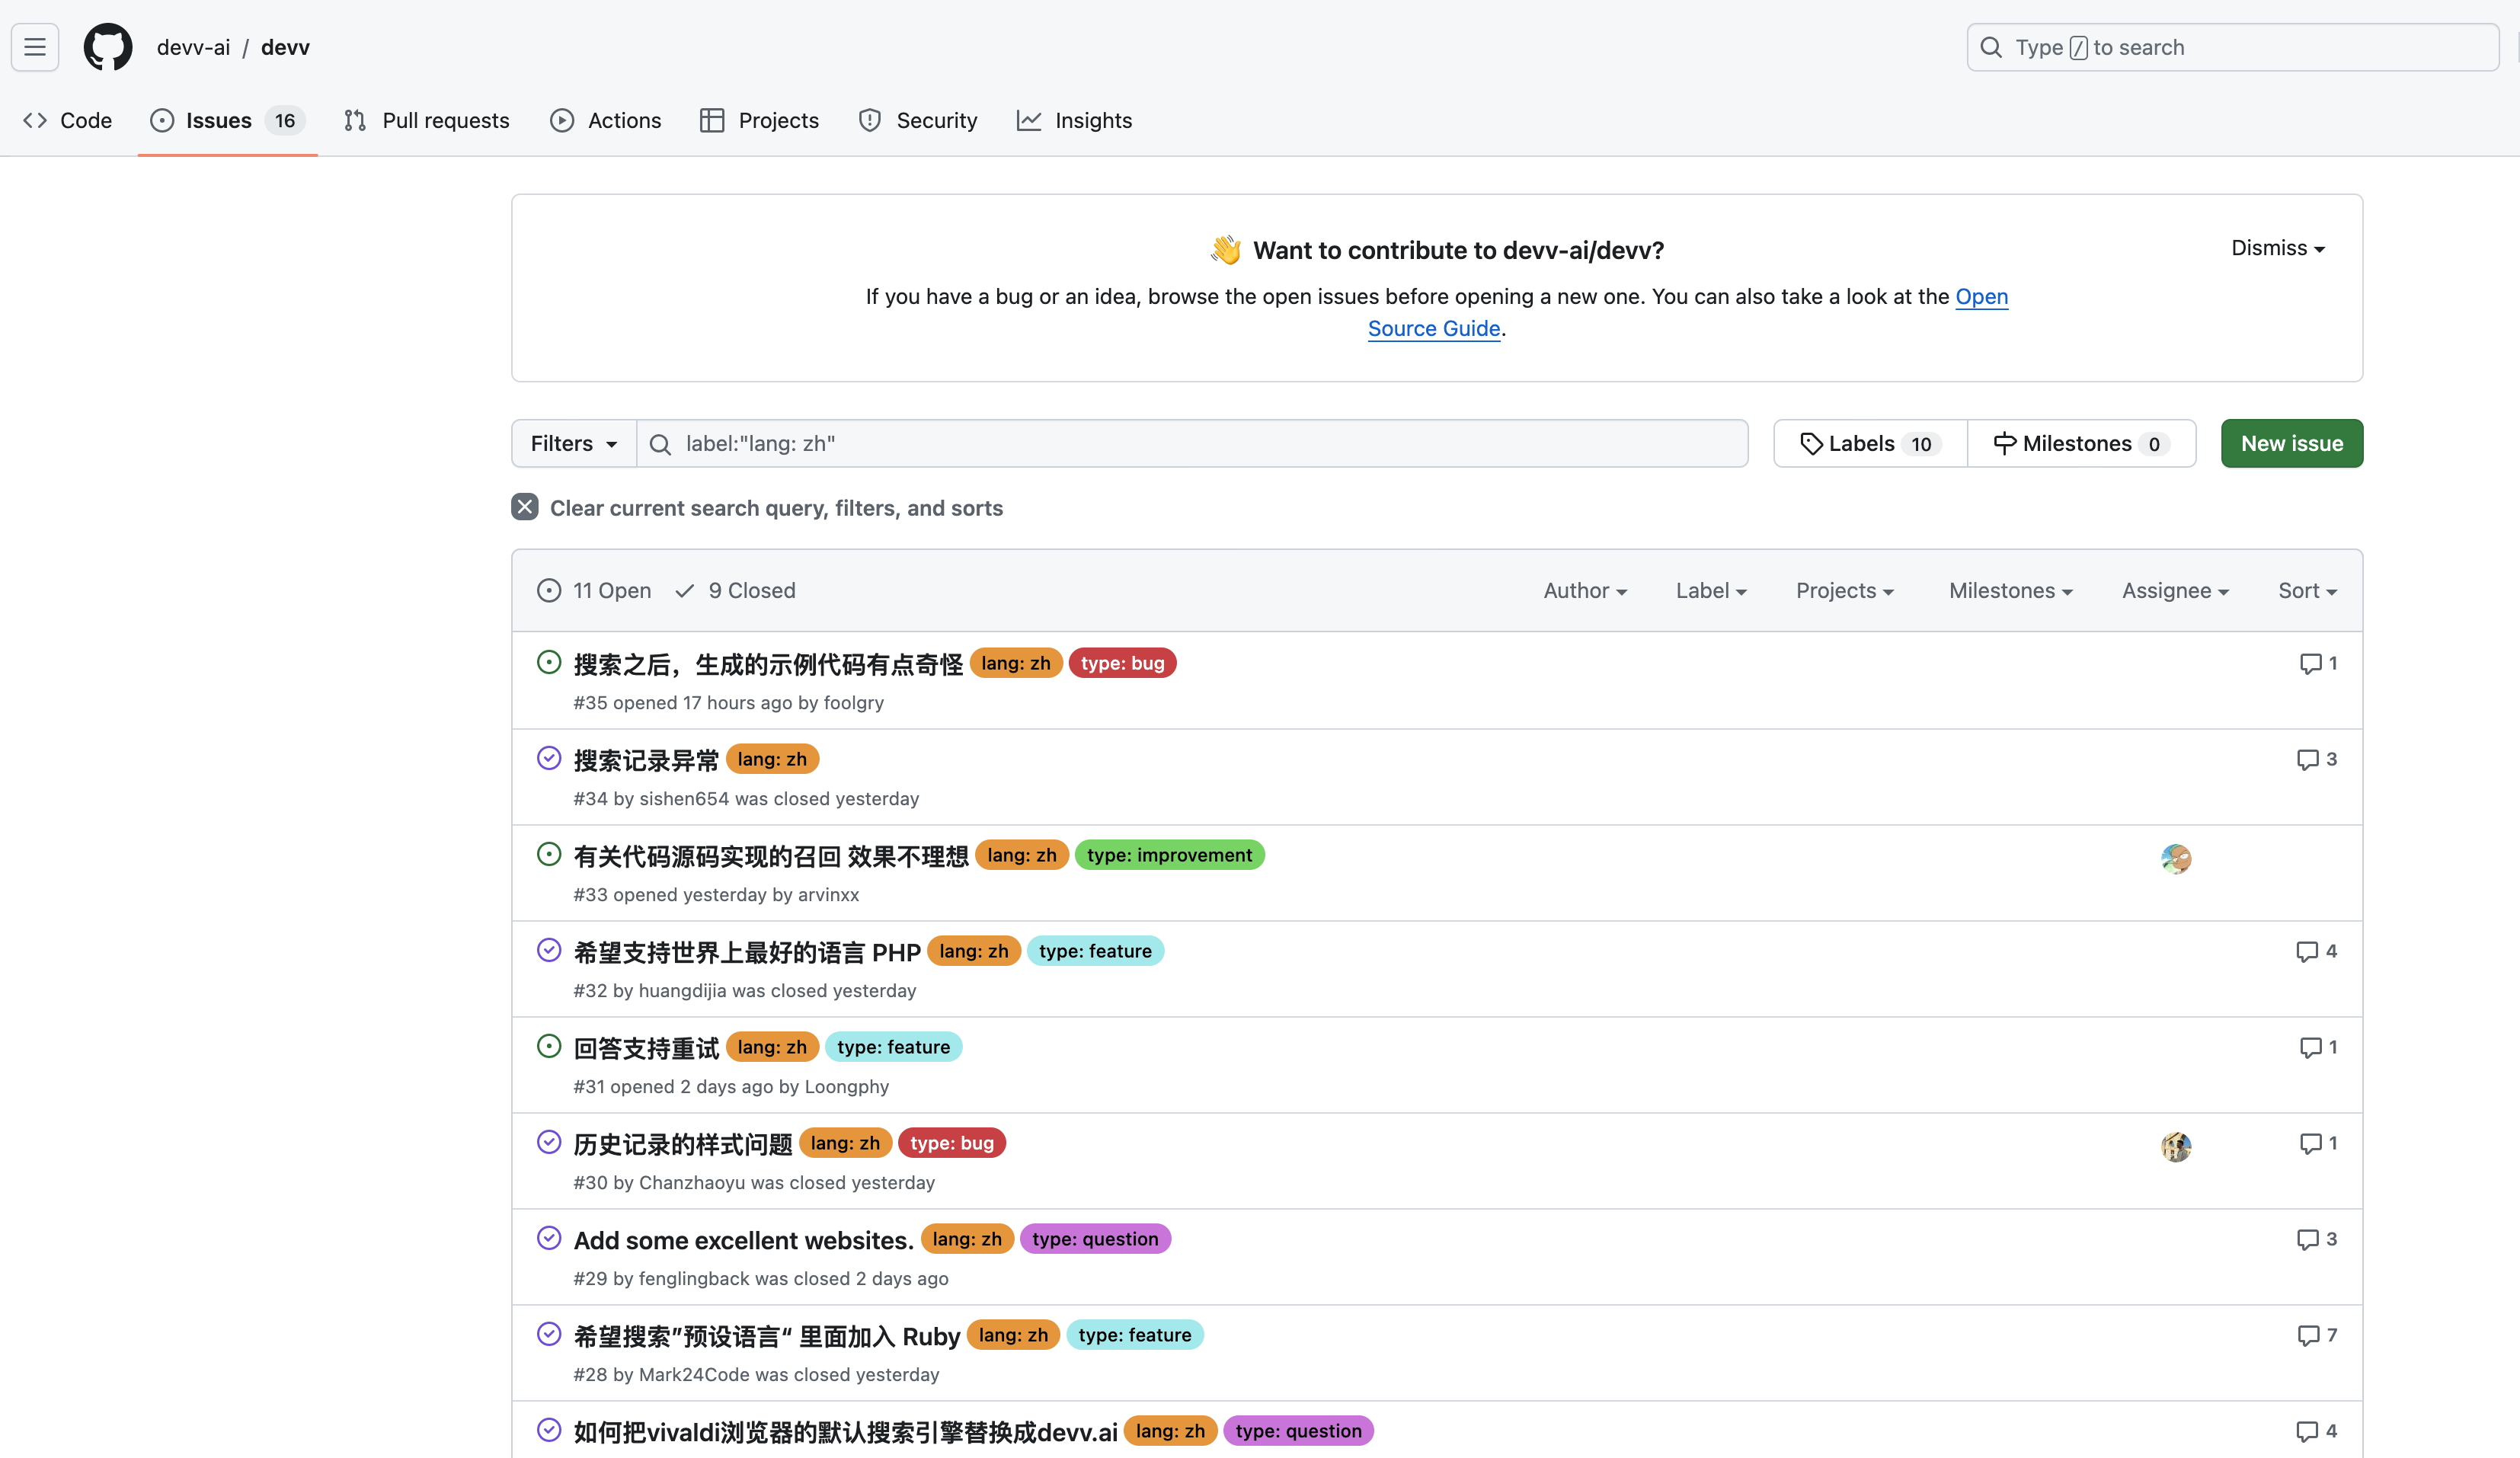 devv-ai / devv
Type / to search
Code Issues 16 Pull requests Actions Projects Security Insights
👋 Want to contribute to devv-ai/devv?
Dismiss
If you have a bug or an idea, browse the open issues before opening a new one. You can also take a look at the Open
Source Guide.
Filters label:"lang: zh" Labels 10 Milestones 0 New issue
Clear current search query, filters, and sorts
11 Open 9 Closed Author Label Projects Milestones Assignee Sort
搜索之后，生成的示例代码有点奇怪 lang: zh type: bug 1
#35 opened 17 hours ago by foolgry
搜索记录异常 lang: zh 3
#34 by sishen654 was closed yesterday
有关代码源码实现的召回 效果不理想 lang: zh type: improvement
#33 opened yesterday by arvinxx
希望支持世界上最好的语言 PHP lang: zh type: feature 4
#32 by huangdijia was closed yesterday
回答支持重试 lang: zh type: feature 1
#31 opened 2 days ago by Loongphy
历史记录的样式问题 lang: zh type: bug 1
#30 by Chanzhaoyu was closed yesterday
Add some excellent websites. lang: zh type: question 3
#29 by fenglingback was closed 2 days ago
希望搜索”预设语言“ 里面加入 Ruby lang: zh type: feature 7
#28 by Mark24Code was closed yesterday
如何把vivaldi浏览器的默认搜索引擎替换成devv.ai lang: zh type: question 4